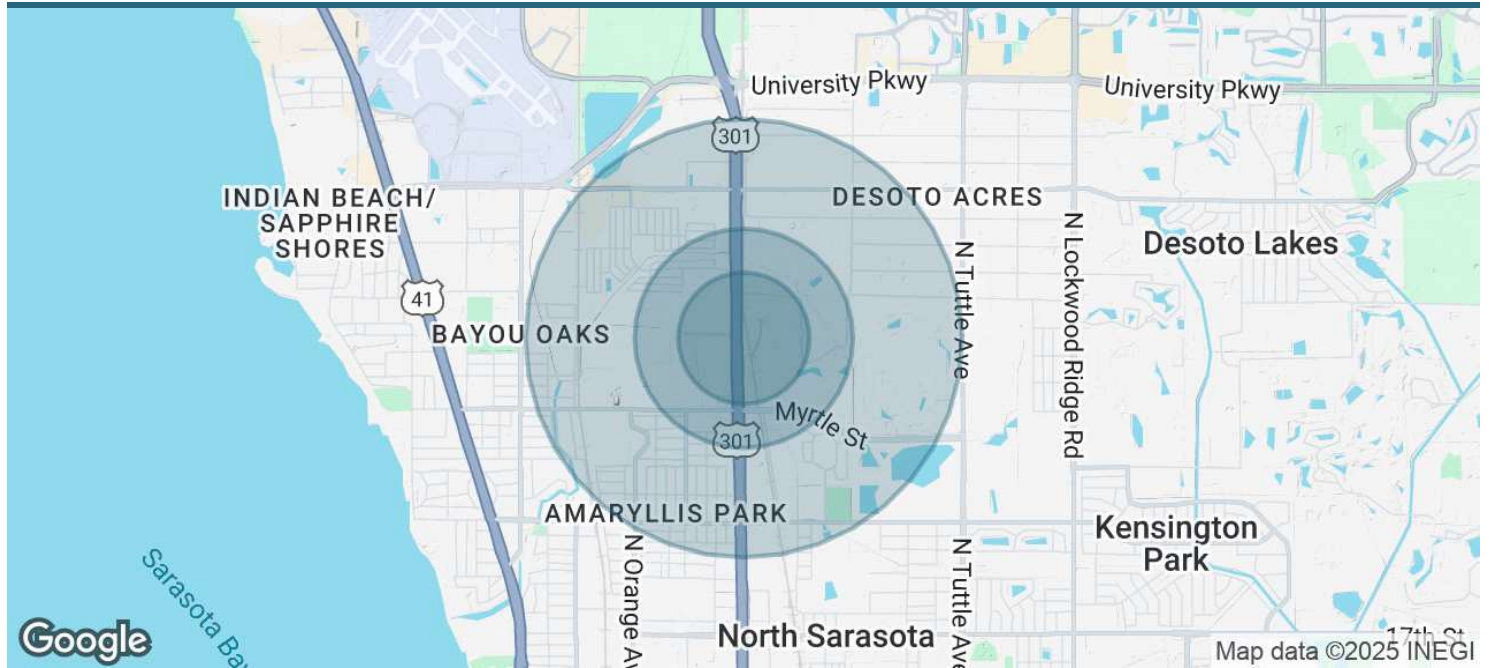 University Pkwy
University Pkwy
301
INDIAN BEACH/
SAPPHIRE
SHORES
DESOTO ACRES
N Lockwood Ridge Rd
Desoto Lakes
N Tuttle Ave
41
BAYOU OAKS
Myrtle St
301
AMARYLLIS PARK
Kensington
Park
N Orange Av
N Tuttle Ave
Sarasota Bay
North Sarasota
17th St
Google
Map data ©2025 INEGI